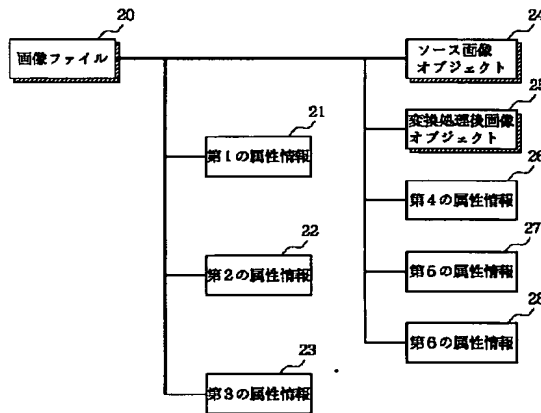 20
画像ファイル
24
ソース画像
オブジェクト
25
変換処理後画像
オブジェクト
21
第1の属性情報
26
第4の属性情報
22
第2の属性情報
27
第5の属性情報
23
第3の属性情報
28
第6の属性情報